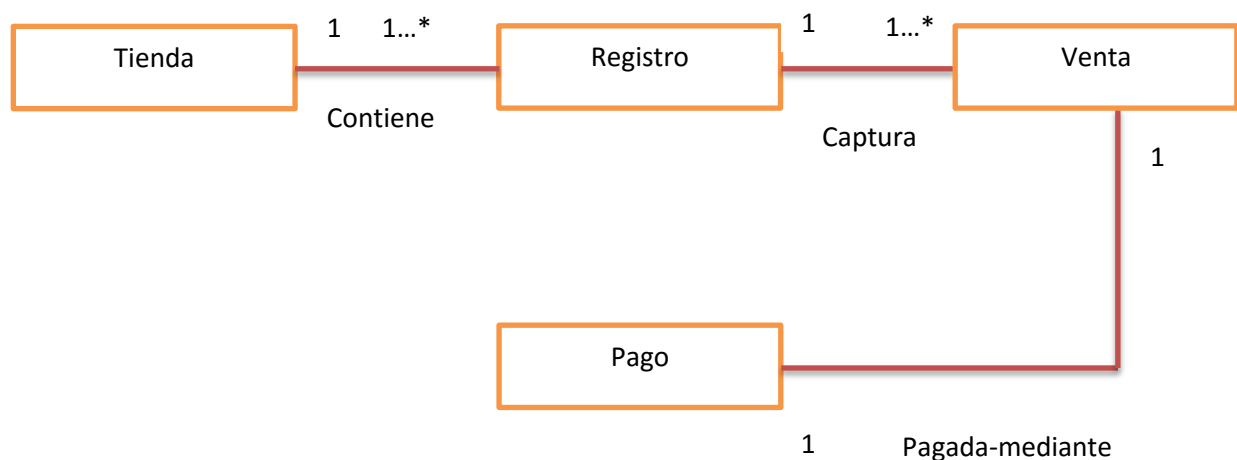 1 1...* 1 1...*
Tienda Registro Venta
Contiene
Captura
1
Pago
1 Pagada-mediante